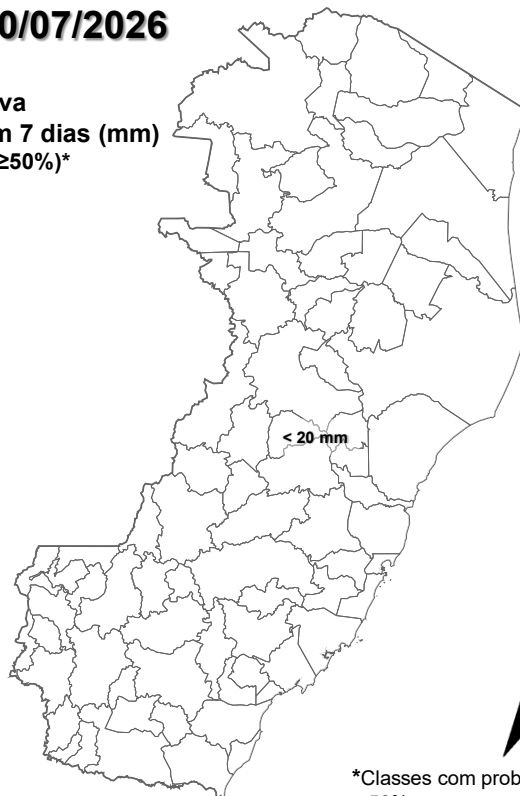 0/07/2026
va
m 7 dias (mm)
≥50%)*
< 20 mm
*Classes com prob